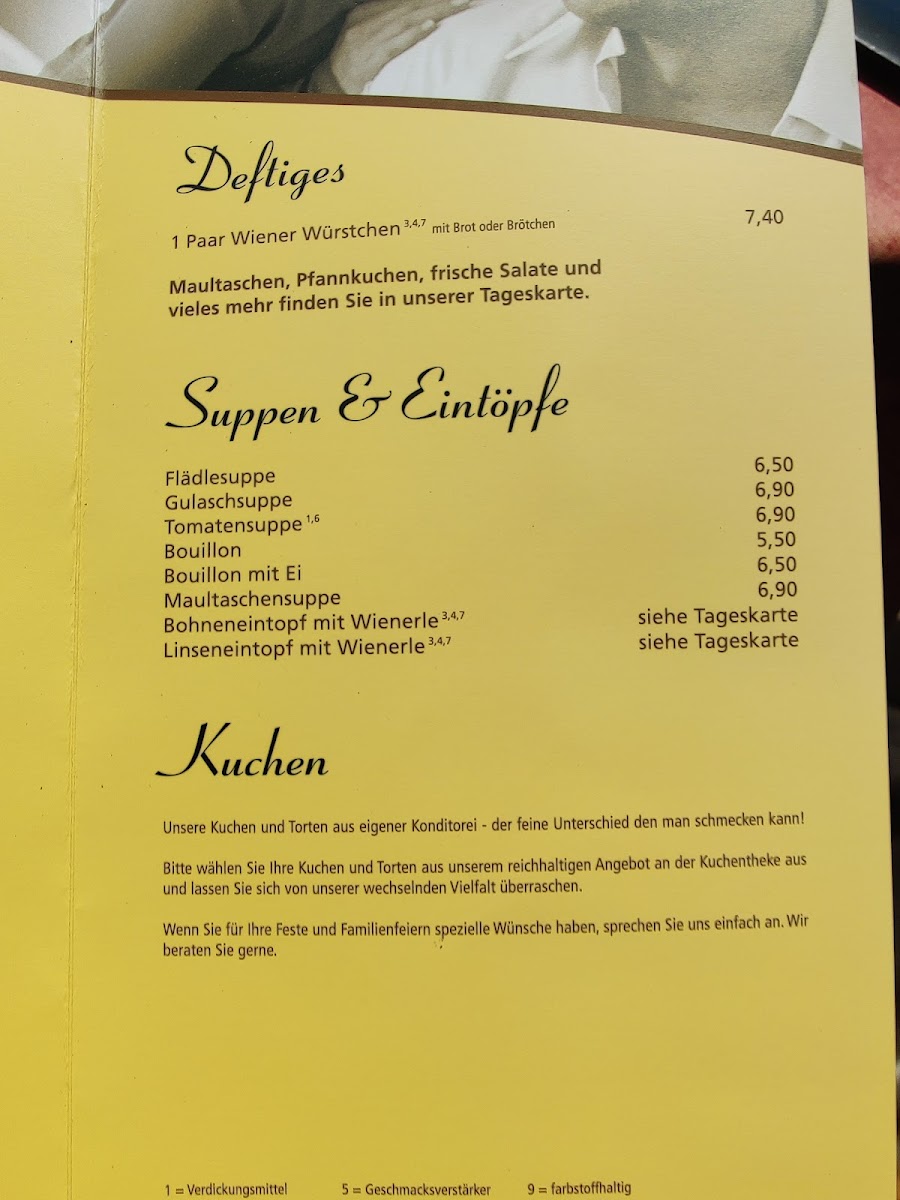 Deftiges
1 Paar Wiener Würstchen 3,4,7 mit Brot oder Brötchen 7,40
Maultaschen, Pfannkuchen, frische Salate und
vieles mehr finden Sie in unserer Tageskarte.
Suppen & Eintöpfe
Flädlesuppe 6,50
Gulaschsuppe 6,90
Tomatensuppe 1,6 6,90
Bouillon 5,50
Bouillon mit Ei 6,50
Maultaschensuppe 6,90
Bohneneintopf mit Wienerle 3,4,7 siehe Tageskarte
Linseneintopf mit Wienerle 3,4,7 siehe Tageskarte
Kuchen
Unsere Kuchen und Torten aus eigener Konditorei - der feine Unterschied den man schmecken kann!
Bitte wählen Sie Ihre Kuchen und Torten aus unserem reichhaltigen Angebot an der Kuchentheke aus
und lassen Sie sich von unserer wechselnden Vielfalt überraschen.
Wenn Sie für Ihre Feste und Familienfeiern spezielle Wünsche haben, sprechen Sie uns einfach an. Wir
beraten Sie gerne.
1 = Verdickungsmittel 5 = Geschmacksverstärker 9 = farbstoffhaltig